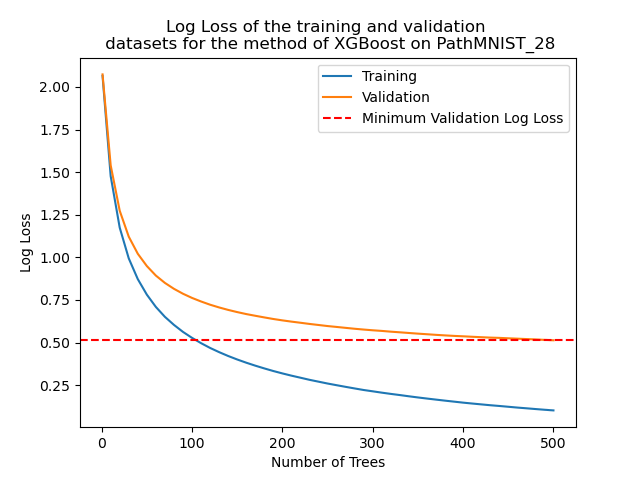 Log Loss of the training and validation
datasets for the method of XGBoost on PathMNIST_28
Training
Validation
Minimum Validation Log Loss
2.00
1.75
1.50
1.25
1.00
0.75
0.50
0.25
Log Loss
0 100 200 300 400 500
Number of Trees